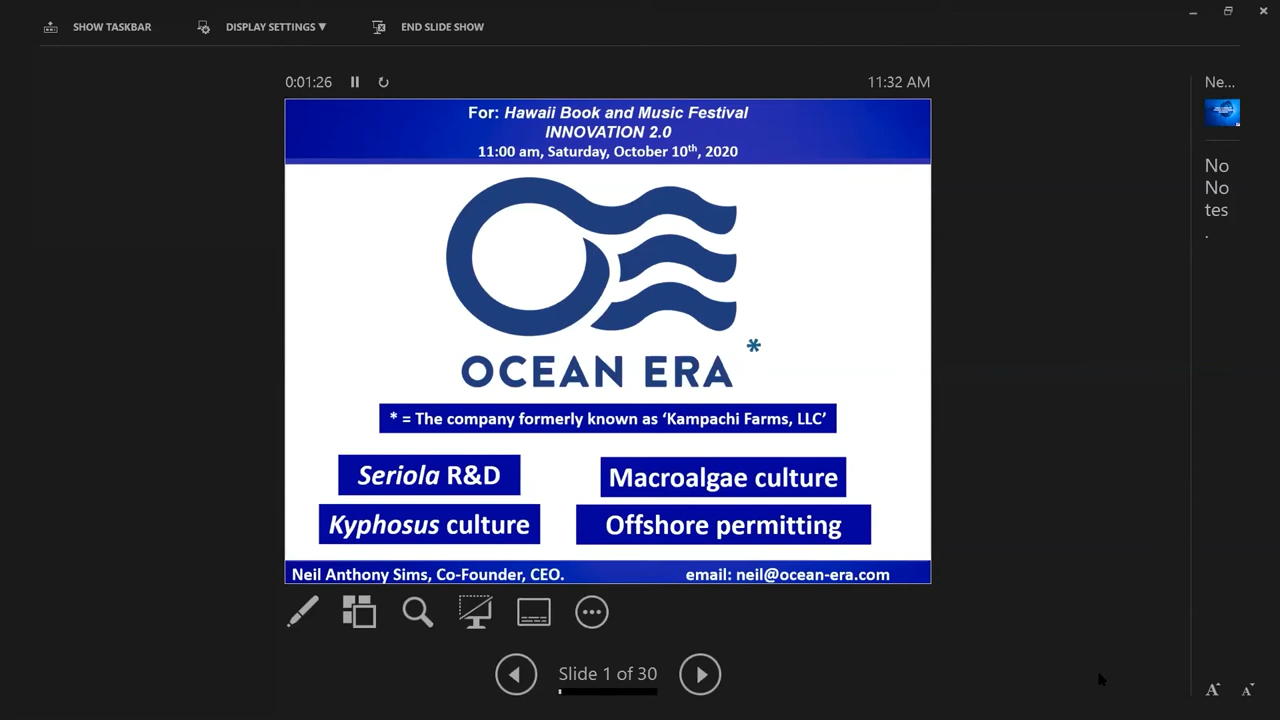 SHOW TASKBAR
DISPLAY SETTINGS ▼
END SLIDE SHOW
0:01:26
11:32 AM
For: Hawaii Book and Music Festival
INNOVATION 2.0
11:00 am, Saturday, October 10th, 2020
OCEAN ERA *
* = The company formerly known as ‘Kampachi Farms, LLC’
Seriola R&D
Macroalgae culture
Kyphosus culture
Offshore permitting
Neil Anthony Sims, Co-Founder, CEO.
email: neil@ocean-era.com
Slide 1 of 30
Ne...
No
No
tes
.
A
A